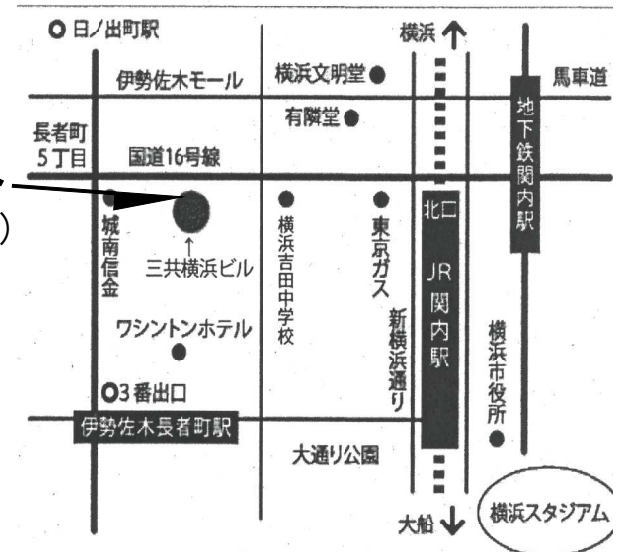 日ノ出町駅
横浜
伊勢佐木モール
横浜文明堂
馬車道
有隣堂
地下鉄関内駅
長者町
5丁目
国道16号線
北口
JR関内駅
城南信金
三共横浜ビル
横浜吉田中学校
東京ガス
新横浜通り
ワシントンホテル
横浜市役所
3番出口
伊勢佐木長者町駅
大通り公園
大船
横浜スタジアム
)